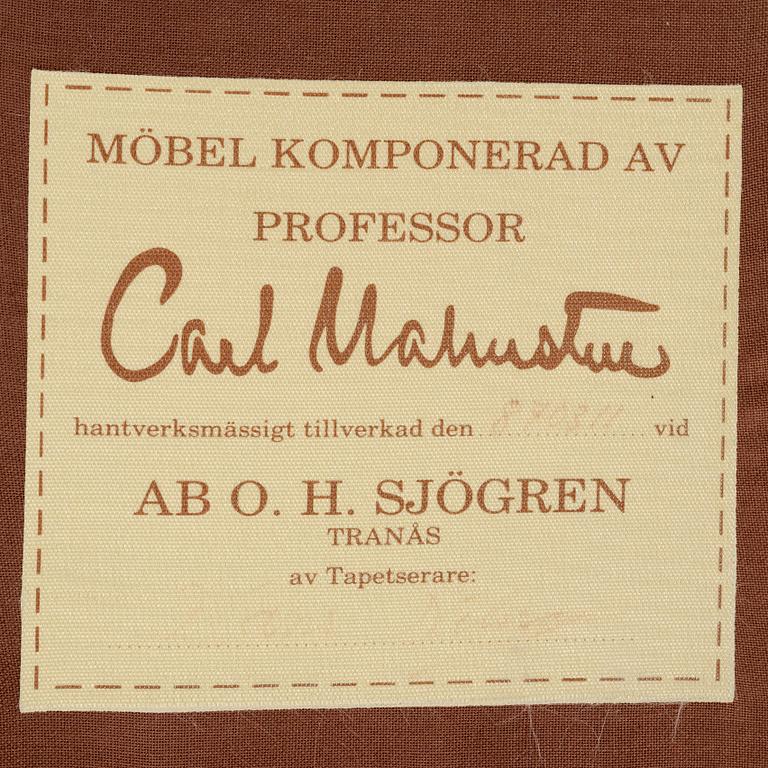 MÖBEL KOMPONERAD AV
PROFESSOR
Carl Malmsten
hantverksmässigt tillverkad den ............ vid
AB O. H. SJÖGREN
TRANÅS
av Tapetserare: